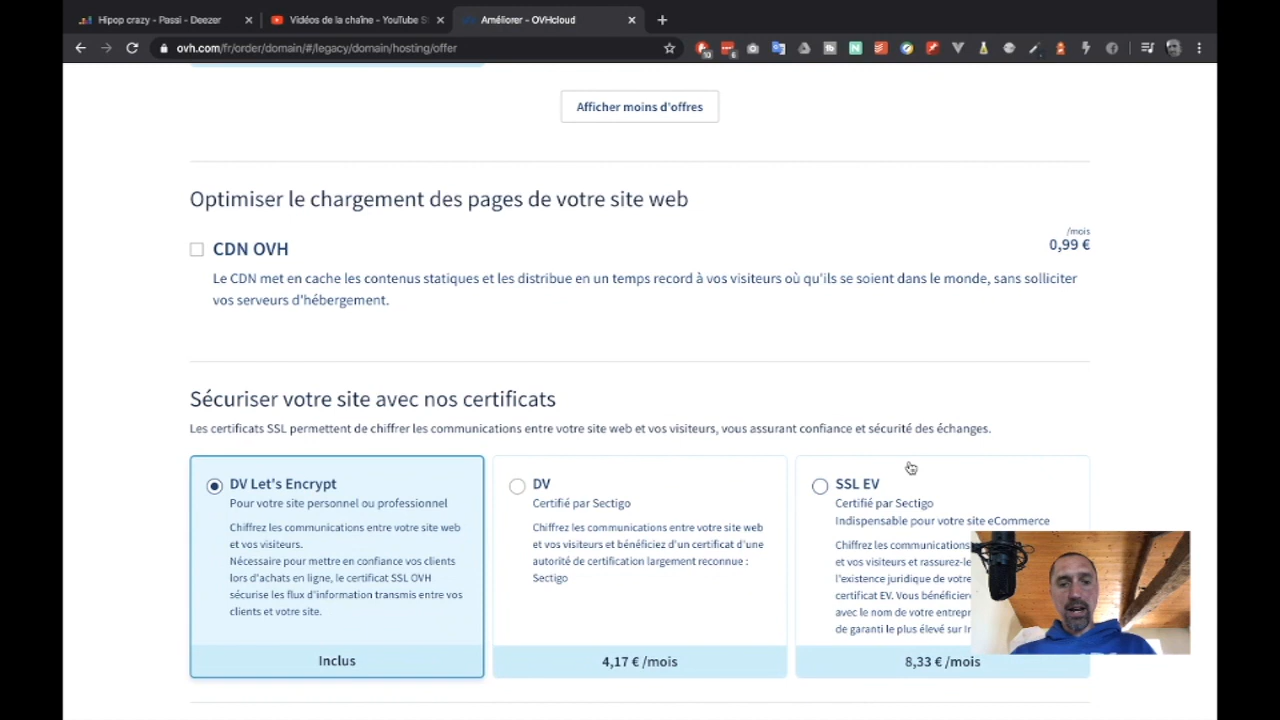 Hipop crazy - Passi - Deezer
Vidéos de la chaîne - YouTube S
Améliorer - OVHcloud
ovh.com/fr/order/domain/#/legacy/domain/hosting/offer
Afficher moins d'offres
Optimiser le chargement des pages de votre site web
CDN OVH
/mois
0,99 €
Le CDN met en cache les contenus statiques et les distribue en un temps record à vos visiteurs où qu'ils se soient dans le monde, sans solliciter
vos serveurs d'hébergement.
Sécuriser votre site avec nos certificats
Les certificats SSL permettent de chiffrer les communications entre votre site web et vos visiteurs, vous assurant confiance et sécurité des échanges.
DV Let's Encrypt
Pour votre site personnel ou professionnel
Chiffrez les communications entre votre site web
et vos visiteurs.
Nécessaire pour mettre en confiance vos clients
lors d'achats en ligne, le certificat SSL OVH
sécurise les flux d'information transmis entre vos
clients et votre site.
Inclus
DV
Certifié par Sectigo
Chiffrez les communications entre votre site web
et vos visiteurs et bénéficiez d'un certificat d'une
autorité de certification largement reconnue :
Sectigo
4,17 €/mois
SSL EV
Certifié par Sectigo
Indispensable pour votre site eCommerce
Chiffrez les communications
et vos visiteurs et rassurez-le
l'existence juridique de votre
certificat EV. Vous bénéficiere
avec le nom de votre entrepr
de garanti le plus élevé sur In
8,33 €/mois